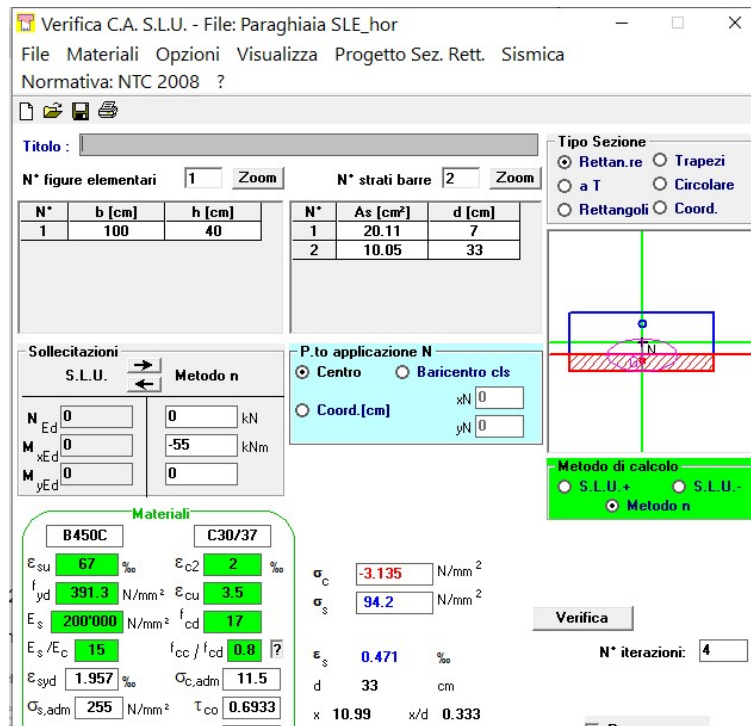 Verifica C.A. S.L.U. - File: Paraghiaia SLE_hor
File Materiali Opzioni Visualizza Progetto Sez. Rett. Sismica
Normativa: NTC 2008 ?
Titolo :
N° figure elementari 1 Zoom
N° strati barre 2 Zoom
N° b [cm] h [cm]
1 100 40
N° As [cm²] d [cm]
1 20.11 7
2 10.05 33
Tipo Sezione
Rettan.re Trapezi
a T Circolare
Rettangoli Coord.
N
Sollecitazioni
S.L.U. Metodo n
N Ed 0 0 kN
M xEd 0 -55 kNm
M yEd 0 0
P.to applicazione N
Centro Baricentro cls
Coord.[cm] xN 0
yN 0
Metodo di calcolo
S.L.U.+ S.L.U.-
Metodo n
Materiali
B450C C30/37
εsu 67 ‰ εc2 2 ‰
fyd 391.3 N/mm² εcu 3.5
Es 200'000 N/mm² fcd 17
Es/Ec 15 fcc / fcd 0.8 ?
εsyd 1.957 ‰ σc,adm 11.5
σs,adm 255 N/mm² τco 0.6933
σc -3.135 N/mm²
σs 94.2 N/mm²
εs 0.471 ‰
d 33 cm
x 10.99 x/d 0.333
Verifica
N° iterazioni: 4